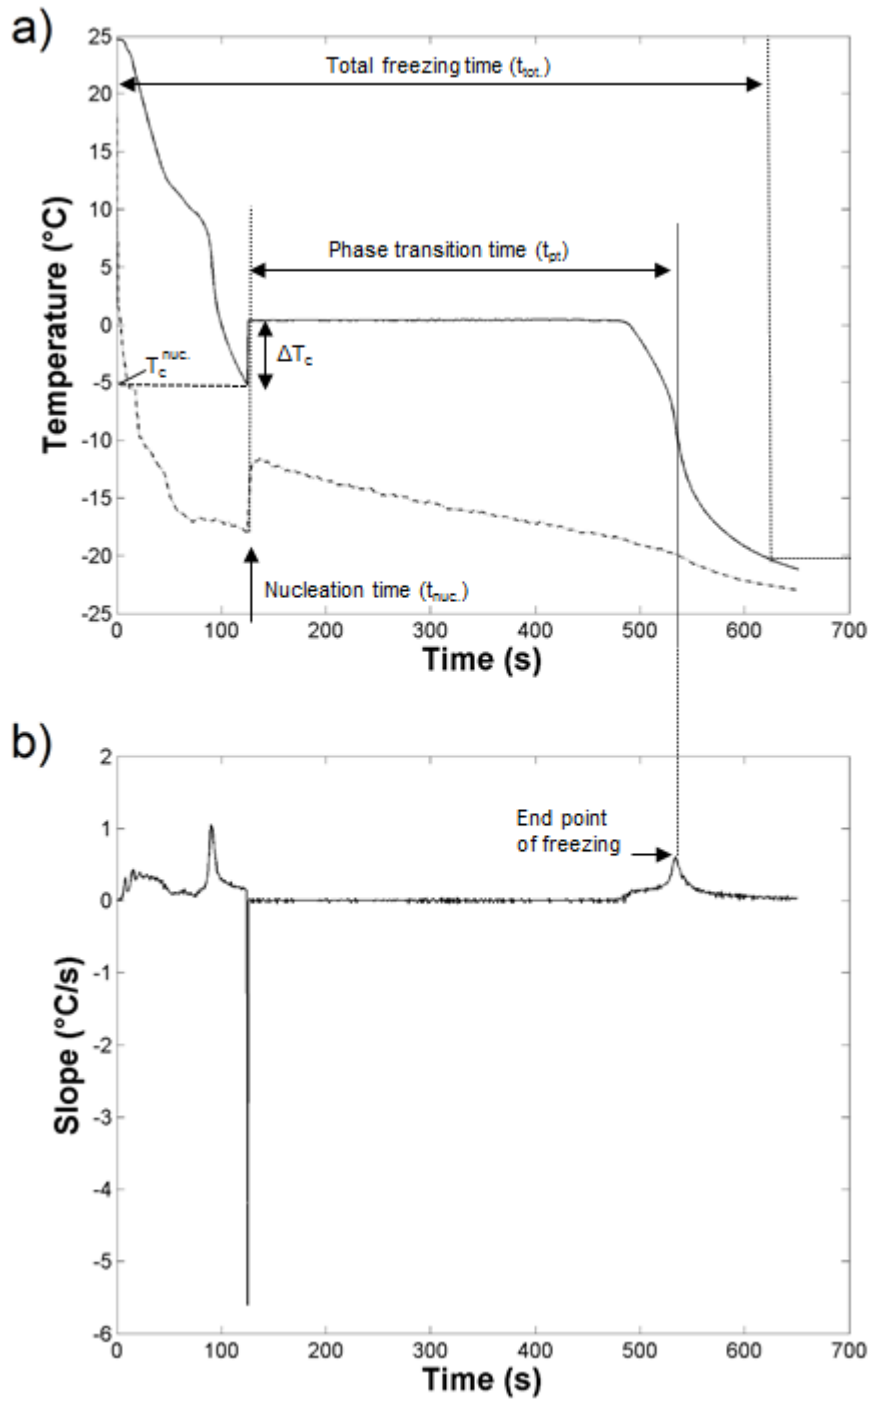 a)
Total freezing time (ttot.)
Phase transition time (tpt)
Tcnuc.
ΔTc
Nucleation time (tnuc.)
Temperature (°C)
25
20
15
10
5
0
-5
-10
-15
-20
-25
0 100 200 300 400 500 600 700
Time (s)
b)
End point
of freezing
Slope (°C/s)
2
1
0
-1
-2
-3
-4
-5
-6
0 100 200 300 400 500 600 700
Time (s)